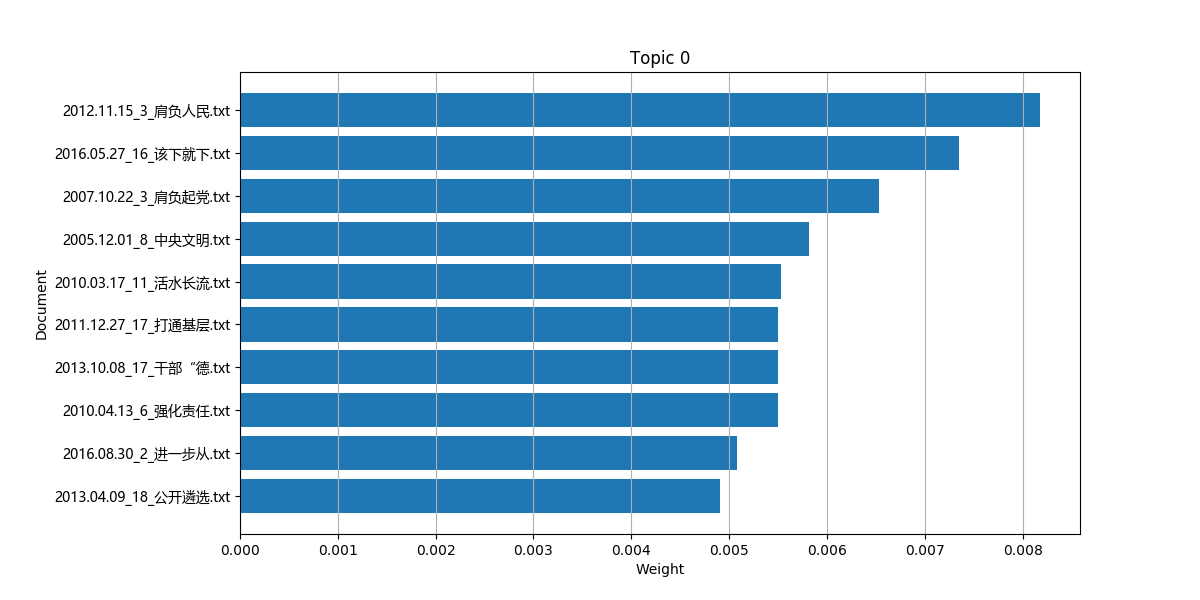 Topic 0
2012.11.15_3_肩负人民.txt
2016.05.27_16_该下就下.txt
2007.10.22_3_肩负起党.txt
2005.12.01_8_中央文明.txt
2010.03.17_11_活水长流.txt
2011.12.27_17_打通基层.txt
2013.10.08_17_干部“德.txt
2010.04.13_6_强化责任.txt
2016.08.30_2_进一步从.txt
2013.04.09_18_公开遴选.txt
Document
0.000 0.001 0.002 0.003 0.004 0.005 0.006 0.007 0.008
Weight